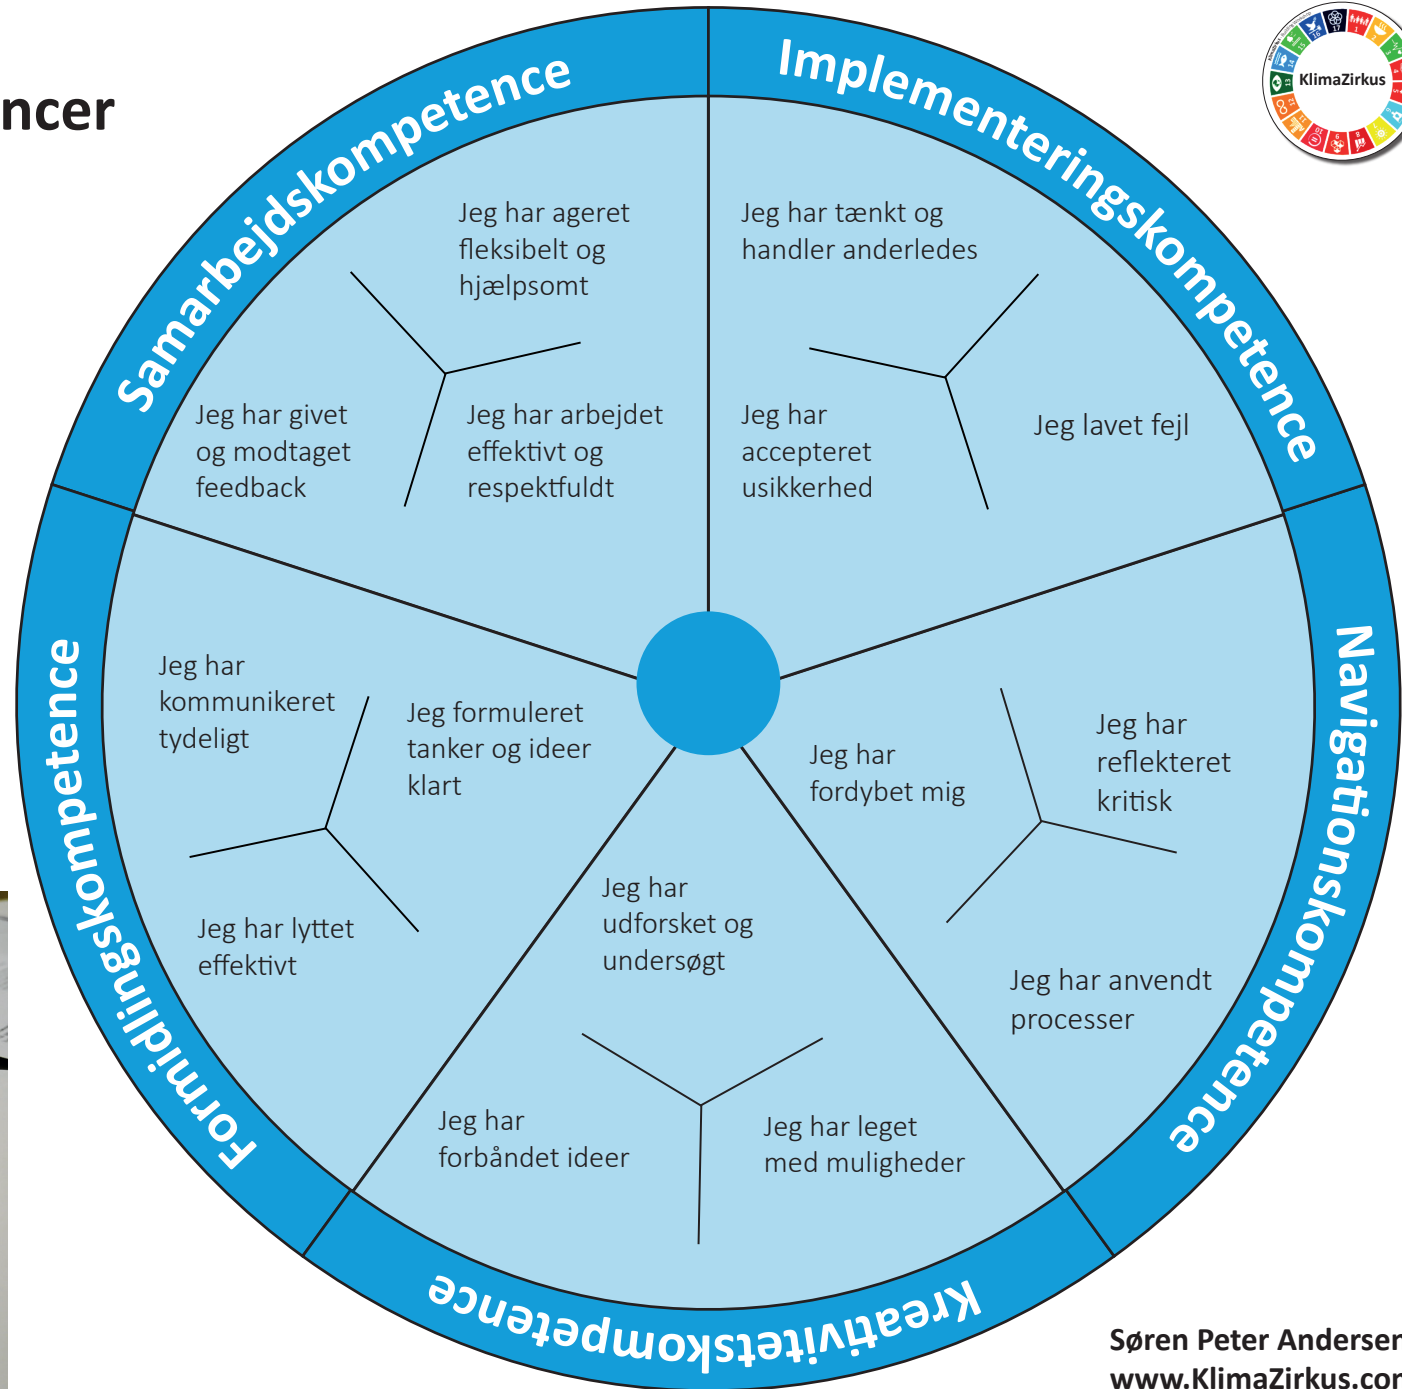 ncer
KlimaZirkus
Samarbejdskompetence
Jeg har ageret
fleksibelt og
hjælpsomt
Jeg har givet
og modtaget
feedback
Jeg har arbejdet
effektivt og
respektfuldt
Implementeringskompetence
Jeg har tænkt og
handler anderledes
Jeg har
accepteret
usikkerhed
Jeg lavet fejl
Navigationskompetence
Jeg har
fordybet mig
Jeg har
reflekteret
kritisk
Jeg har anvendt
processer
Kreativitetskompetence
Jeg har
udforsket og
undersøgt
Jeg har
forbåndet ideer
Jeg har leget
med muligheder
Formidlingskompetence
Jeg har
kommunikeret
tydeligt
Jeg formuleret
tanker og ideer
klart
Jeg har lyttet
effektivt
Søren Peter Andersen
www.KlimaZirkus.com